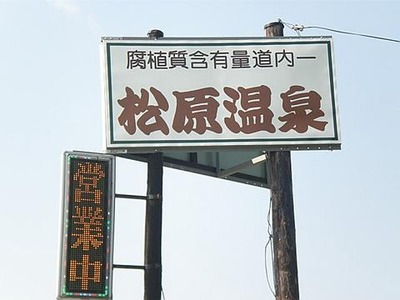 腐植質含有量道内一
松原温泉
営業中